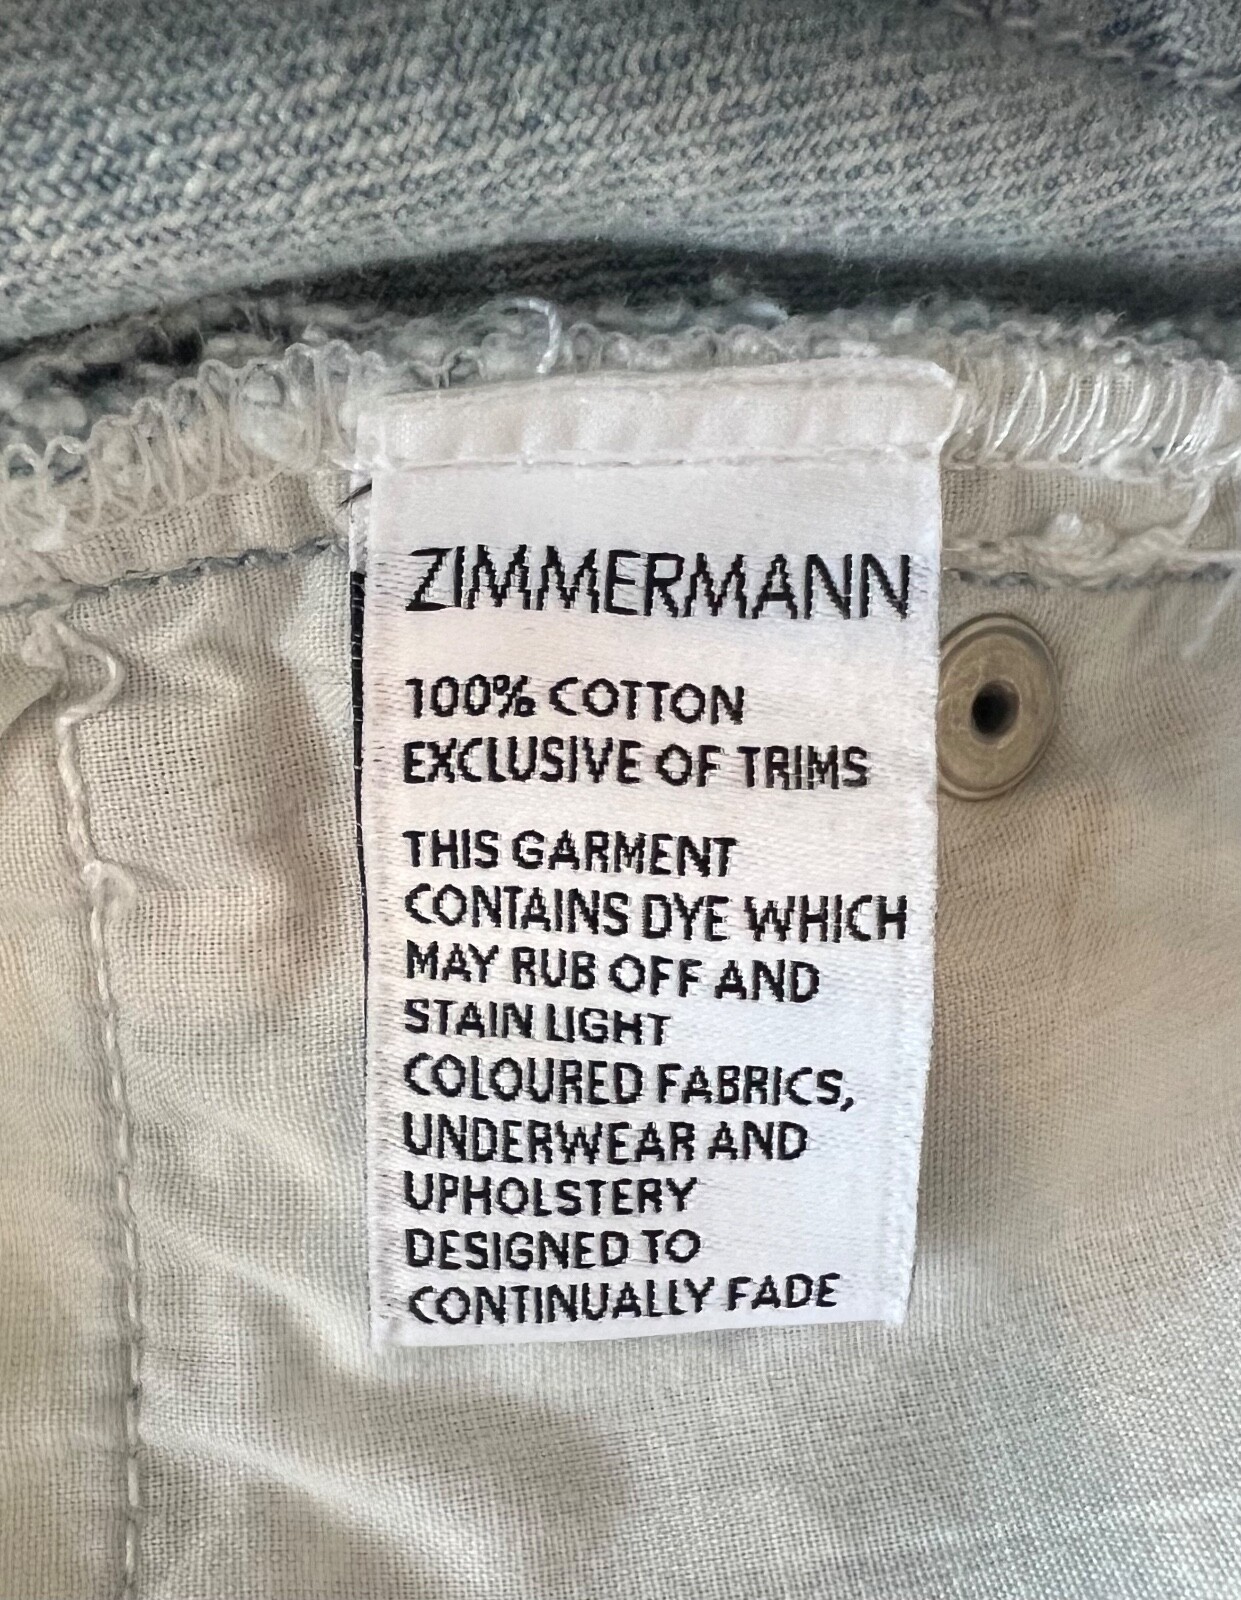 ZIMMERMANN
100% COTTON
EXCLUSIVE OF TRIMS
THIS GARMENT
CONTAINS DYE WHICH
MAY RUB OFF AND
STAIN LIGHT
COLOURED FABRICS,
UNDERWEAR AND
UPHOLSTERY
DESIGNED TO
CONTINUALLY FADE